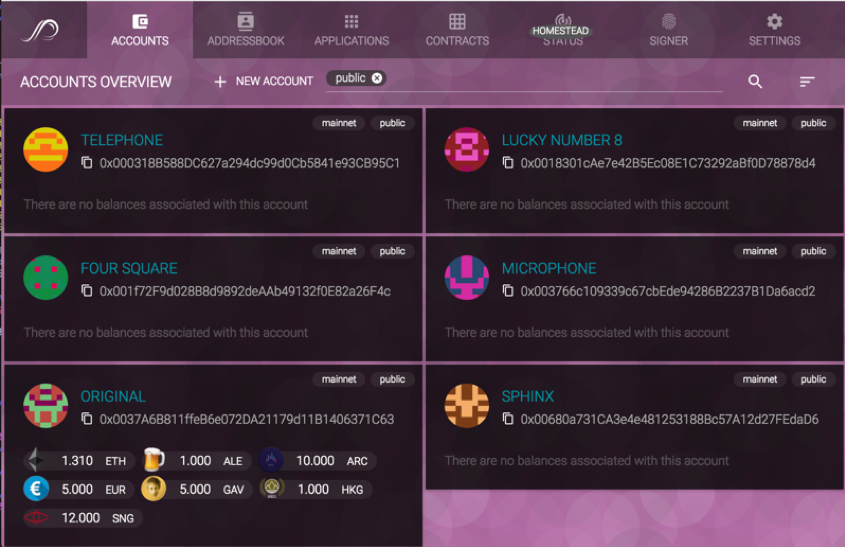 ACCOUNTS
ADDRESSBOOK
APPLICATIONS
CONTRACTS
HOMESTEAD
STATUS
SIGNER
SETTINGS
ACCOUNTS OVERVIEW
+ NEW ACCOUNT
public
mainnet public
TELEPHONE
0x000318B588DC627a294dc99d0Cb5841e93CB95C1
There are no balances associated with this account
mainnet public
LUCKY NUMBER 8
0x0018301cAe7e42B5Ec08E1C73292aBf0D78878d4
There are no balances associated with this account
mainnet public
FOUR SQUARE
0x001f72F9d028B8d9892deAAb49132f0E82a26F4c
There are no balances associated with this account
mainnet public
MICROPHONE
0x003766c109339c67cbEde94286B2237B1Da6acd2
There are no balances associated with this account
mainnet public
ORIGINAL
0x0037A6B811ffeB6e072DA21179d11B1406371C63
1.310 ETH 1.000 ALE 10.000 ARC
5.000 EUR 5.000 GAV 1.000 HKG
12.000 SNG
mainnet public
SPHINX
0x00680a731CA3e4e481253188Bc57A12d27FEdaD6
There are no balances associated with this account